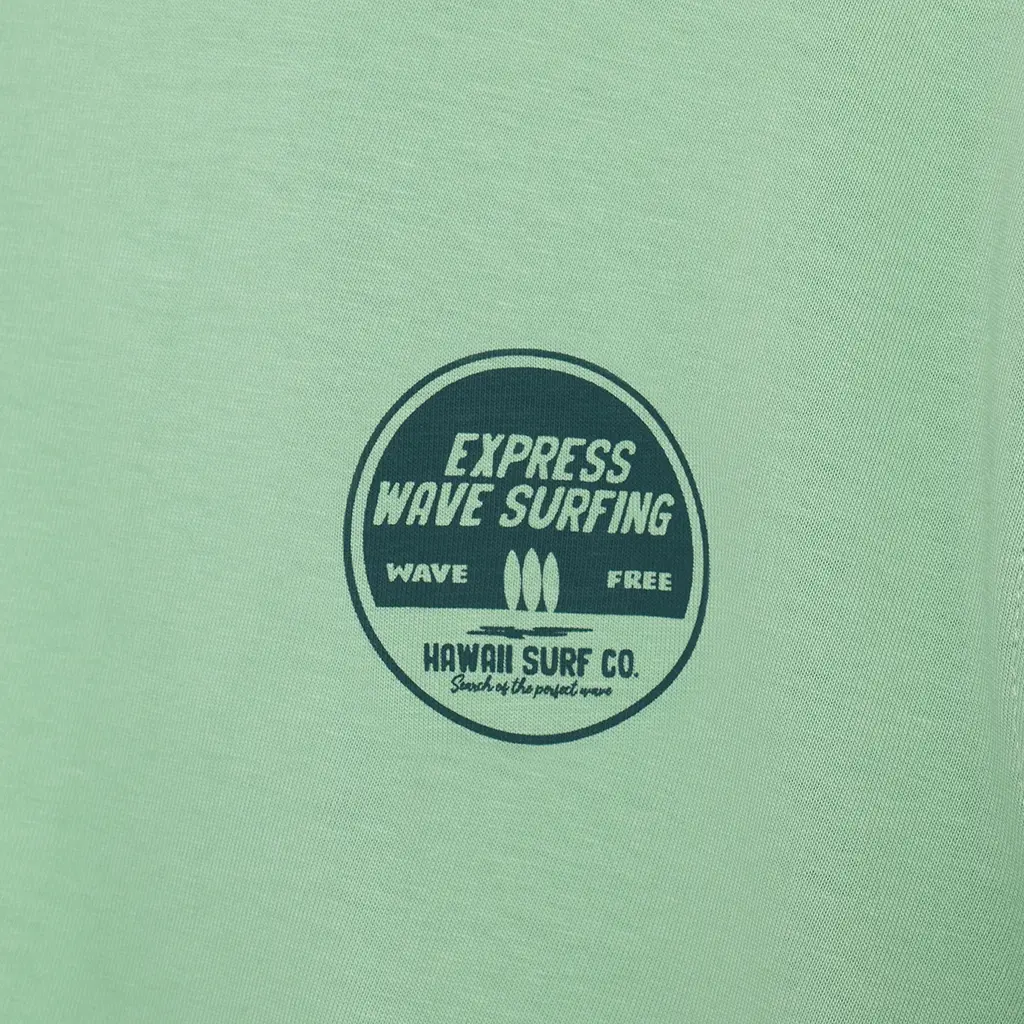 EXPRESS
WAVE SURFING
WAVE FREE
HAWAII SURF CO.
Search of the perfect wave